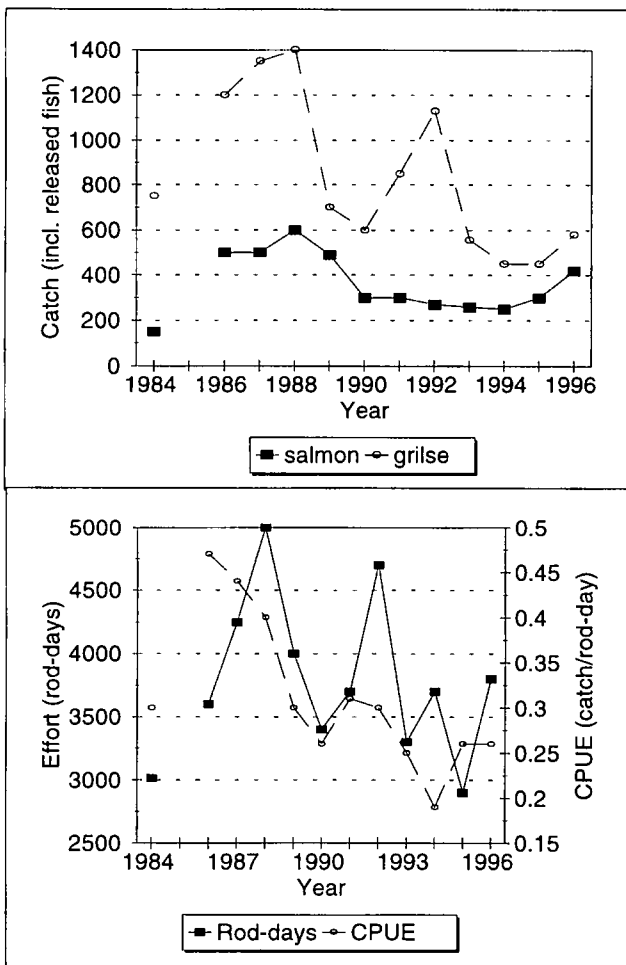 Catch (incl. released fish)
1400
1200
1000
800
600
400
200
0
1984 1986 1988 1990 1992 1994 1996
Year
salmon grilse
Effort (rod-days)
5000
4500
4000
3500
3000
2500
0.5
0.45
0.4
0.35
0.3
0.25
0.2
0.15
CPUE (catch/rod-day)
1984 1987 1990 1993 1996
Year
Rod-days CPUE